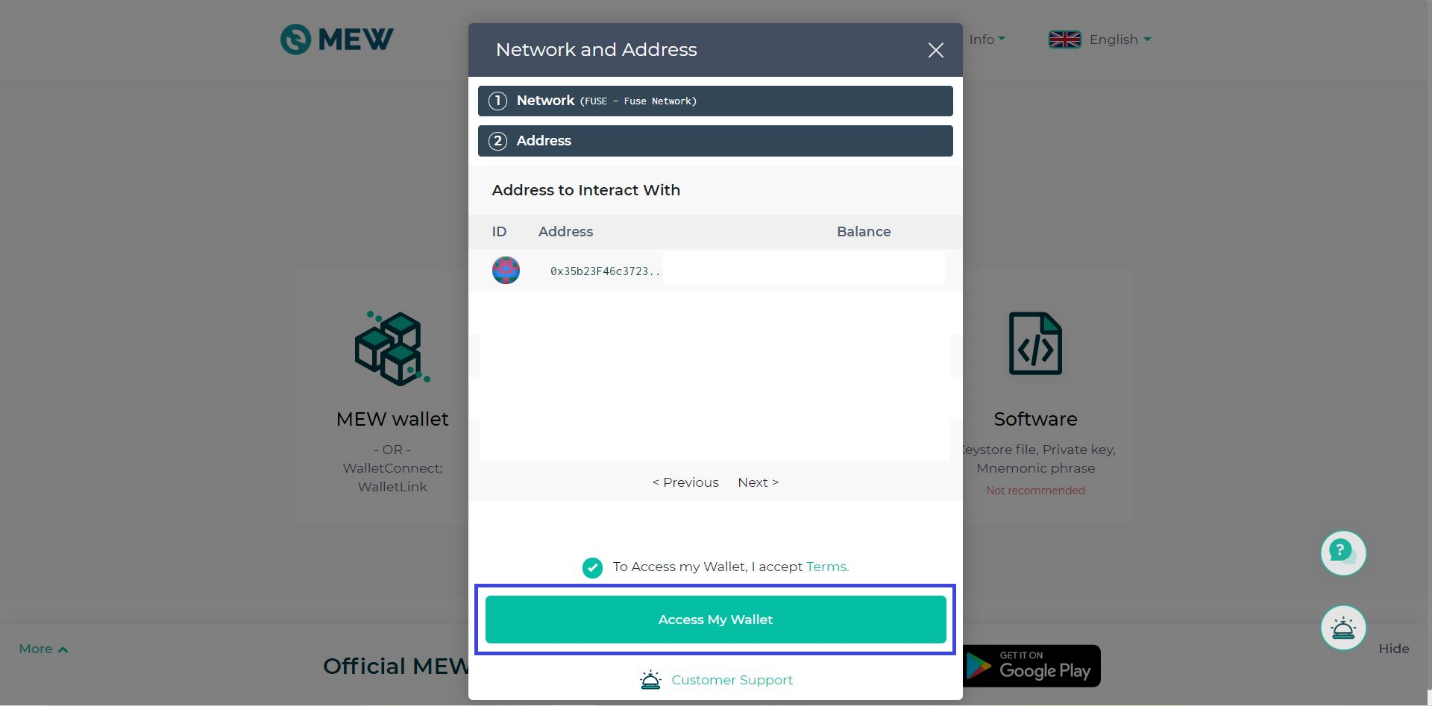 MEW
Info
English
Network and Address
1 Network (FUSE - Fuse Network)
2 Address
Address to Interact With
ID Address Balance
0x35b23F46c3723..
MEW wallet
- OR -
WalletConnect;
WalletLink
Software
Keystore file, Private key,
Mnemonic phrase
Not recommended
< Previous Next >
To Access my Wallet, I accept Terms.
Access My Wallet
?
More
Official MEW
GET IT ON
Google Play
Hide
Customer Support